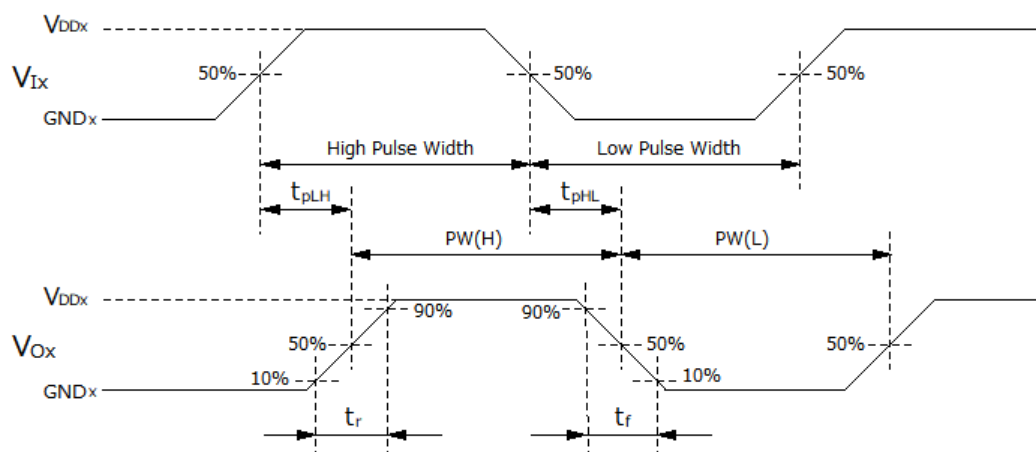 VDDx
VIx
50%
50%
50%
GNDx
High Pulse Width
Low Pulse Width
tpLH
tpHL
PW(H)
PW(L)
VDDx
90%
90%
VOx
50%
50%
50%
10%
10%
GNDx
tr
tf